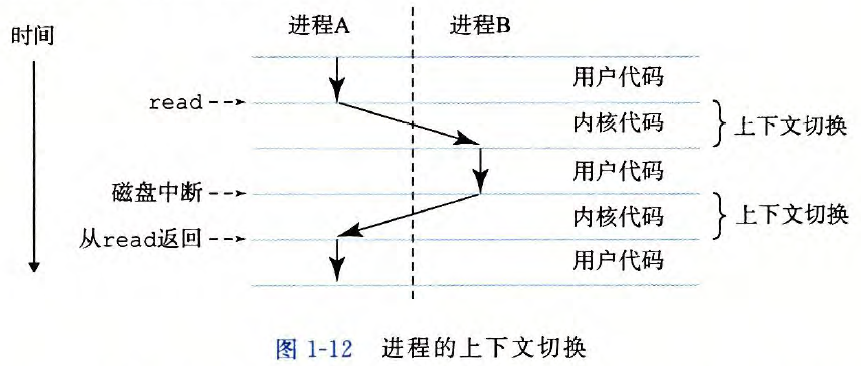 时间
进程A
进程B
用户代码
read
内核代码
上下文切换
用户代码
磁盘中断
内核代码
上下文切换
从read返回
用户代码
图 1-12 进程的上下文切换